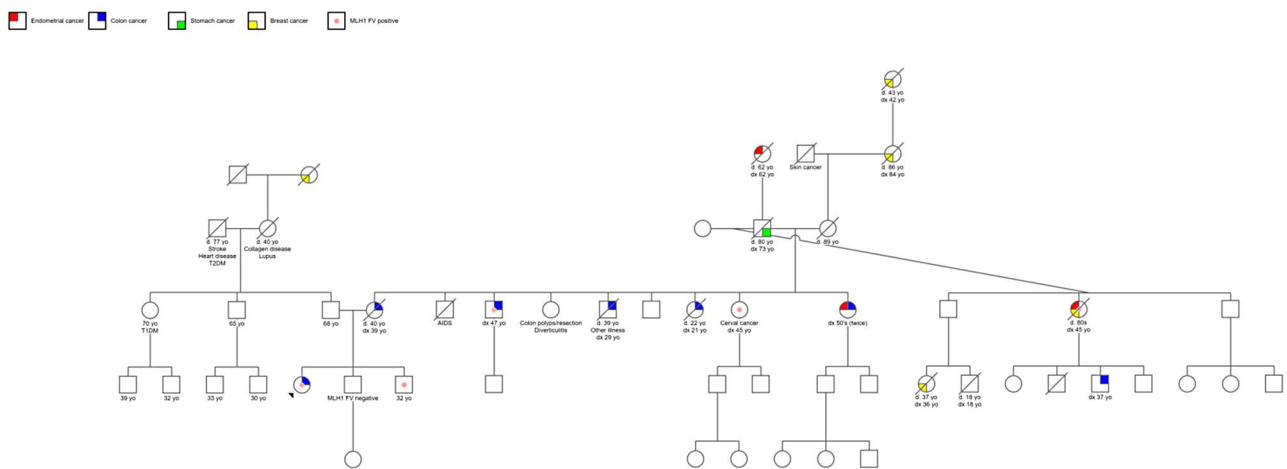 Endometrial cancer
Colon cancer
Stomach cancer
Breast cancer
MLH1 FV positive
d. 43 yo
dx 42 yo
d. 62 yo
dx 62 yo
Skin cancer
d. 86 yo
dx 84 yo
d. 77 yo
Stroke
Heart disease
T2DM
d. 40 yo
Collagen disease
Lupus
d. 80 yo
dx 73 yo
d. 89 yo
70 yo
T1DM
65 yo
68 yo
d. 40 yo
dx 39 yo
AIDS
dx 47 yo
Colon polyps/resection
Diverticulitis
d. 39 yo
Other illness
dx 29 yo
d. 22 yo
dx 21 yo
Cerval cancer
dx 45 yo
dx 50's (twice)
d. 80s
dx 45 yo
39 yo
32 yo
33 yo
30 yo
MLH1 FV negative
32 yo
d. 37 yo
dx 36 yo
d. 18 yo
dx 18 yo
dx 37 yo